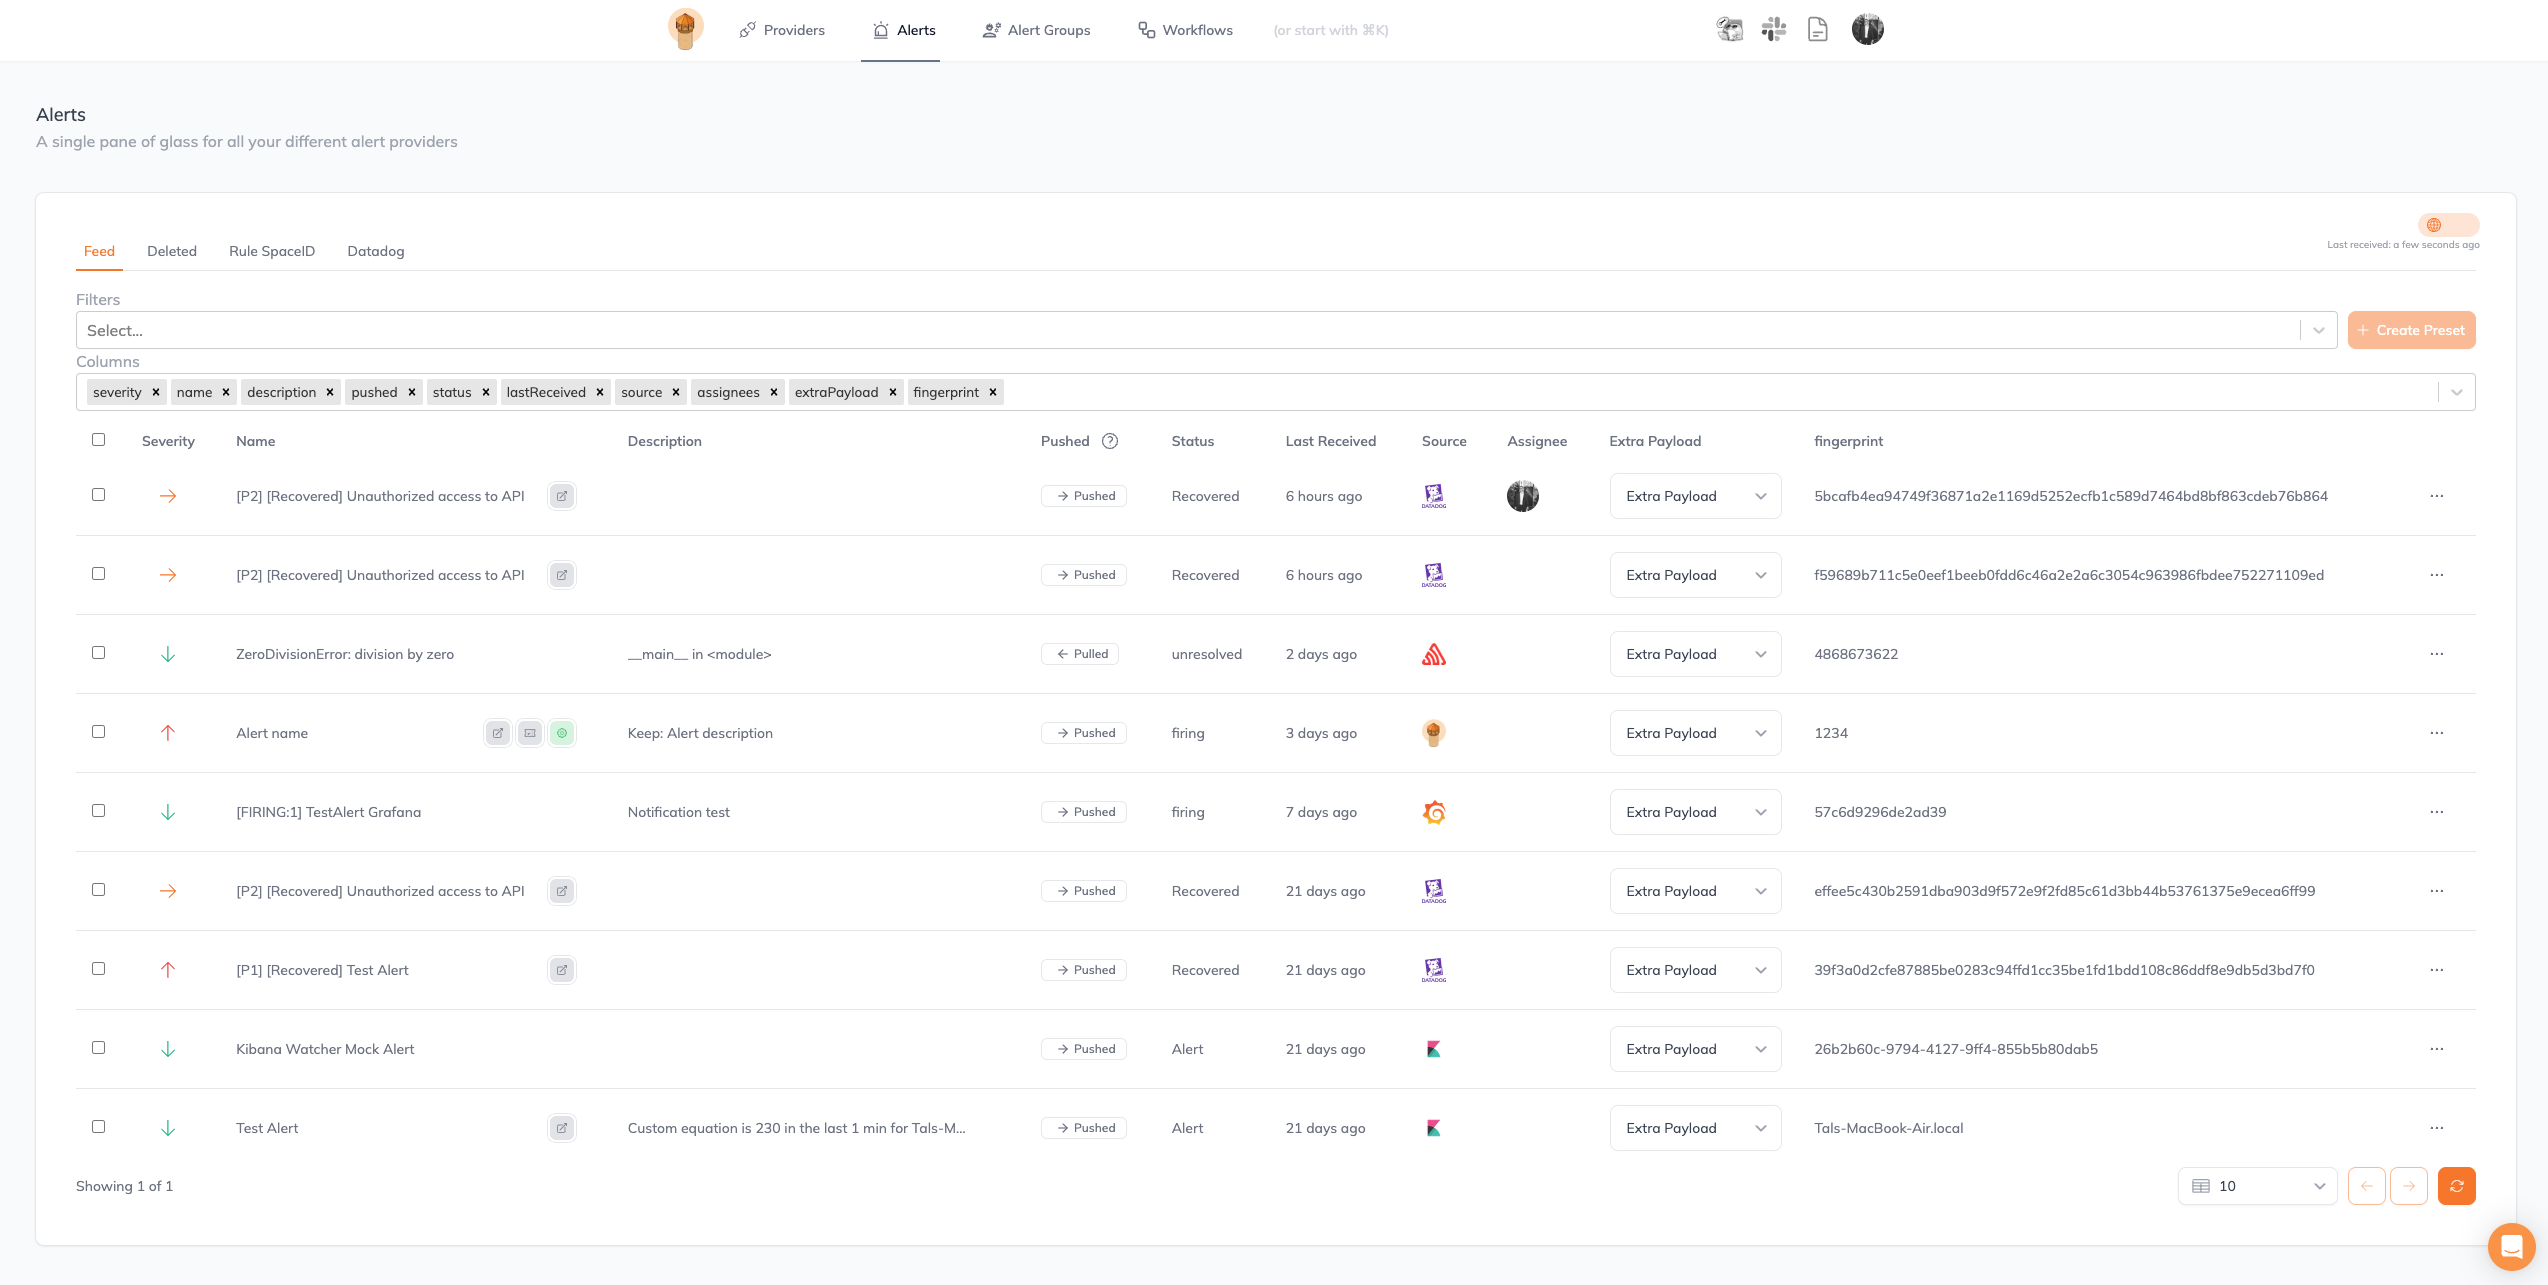 Providers Alerts Alert Groups Workflows (or start with ⌘K)
Alerts
A single pane of glass for all your different alert providers
Feed Deleted Rule SpaceID Datadog
Last received: a few seconds ago
Filters
Select... + Create Preset
Columns
severity × name × description × pushed × status × lastReceived × source × assignees × extraPayload × fingerprint ×
Severity Name Description Pushed ? Status Last Received Source Assignee Extra Payload fingerprint
[P2] [Recovered] Unauthorized access to API → Pushed Recovered 6 hours ago DATADOG Extra Payload 5bcafb4ea94749f36871a2e1169d5252ecfb1c589d7464bd8bf863cdeb76b864 ...
[P2] [Recovered] Unauthorized access to API → Pushed Recovered 6 hours ago DATADOG Extra Payload f59689b711c5e0eef1beeb0fdd6c46a2e2a6c3054c963986fbdee752271109ed ...
ZeroDivisionError: division by zero __main__ in <module> ← Pulled unresolved 2 days ago Extra Payload 4868673622 ...
Alert name Keep: Alert description → Pushed firing 3 days ago Extra Payload 1234 ...
[FIRING:1] TestAlert Grafana Notification test → Pushed firing 7 days ago Extra Payload 57c6d9296de2ad39 ...
[P2] [Recovered] Unauthorized access to API → Pushed Recovered 21 days ago DATADOG Extra Payload effee5c430b2591dba903d9f572e9f2fd85c61d3bb44b53761375e9ecea6ff99 ...
[P1] [Recovered] Test Alert → Pushed Recovered 21 days ago DATADOG Extra Payload 39f3a0d2cfe87885be0283c94ffd1cc35be1fd1bdd108c86ddf8e9db5d3bd7f0 ...
Kibana Watcher Mock Alert → Pushed Alert 21 days ago Extra Payload 26b2b60c-9794-4127-9ff4-855b5b80dab5 ...
Test Alert Custom equation is 230 in the last 1 min for Tals-M... → Pushed Alert 21 days ago Extra Payload Tals-MacBook-Air.local ...
Showing 1 of 1 10